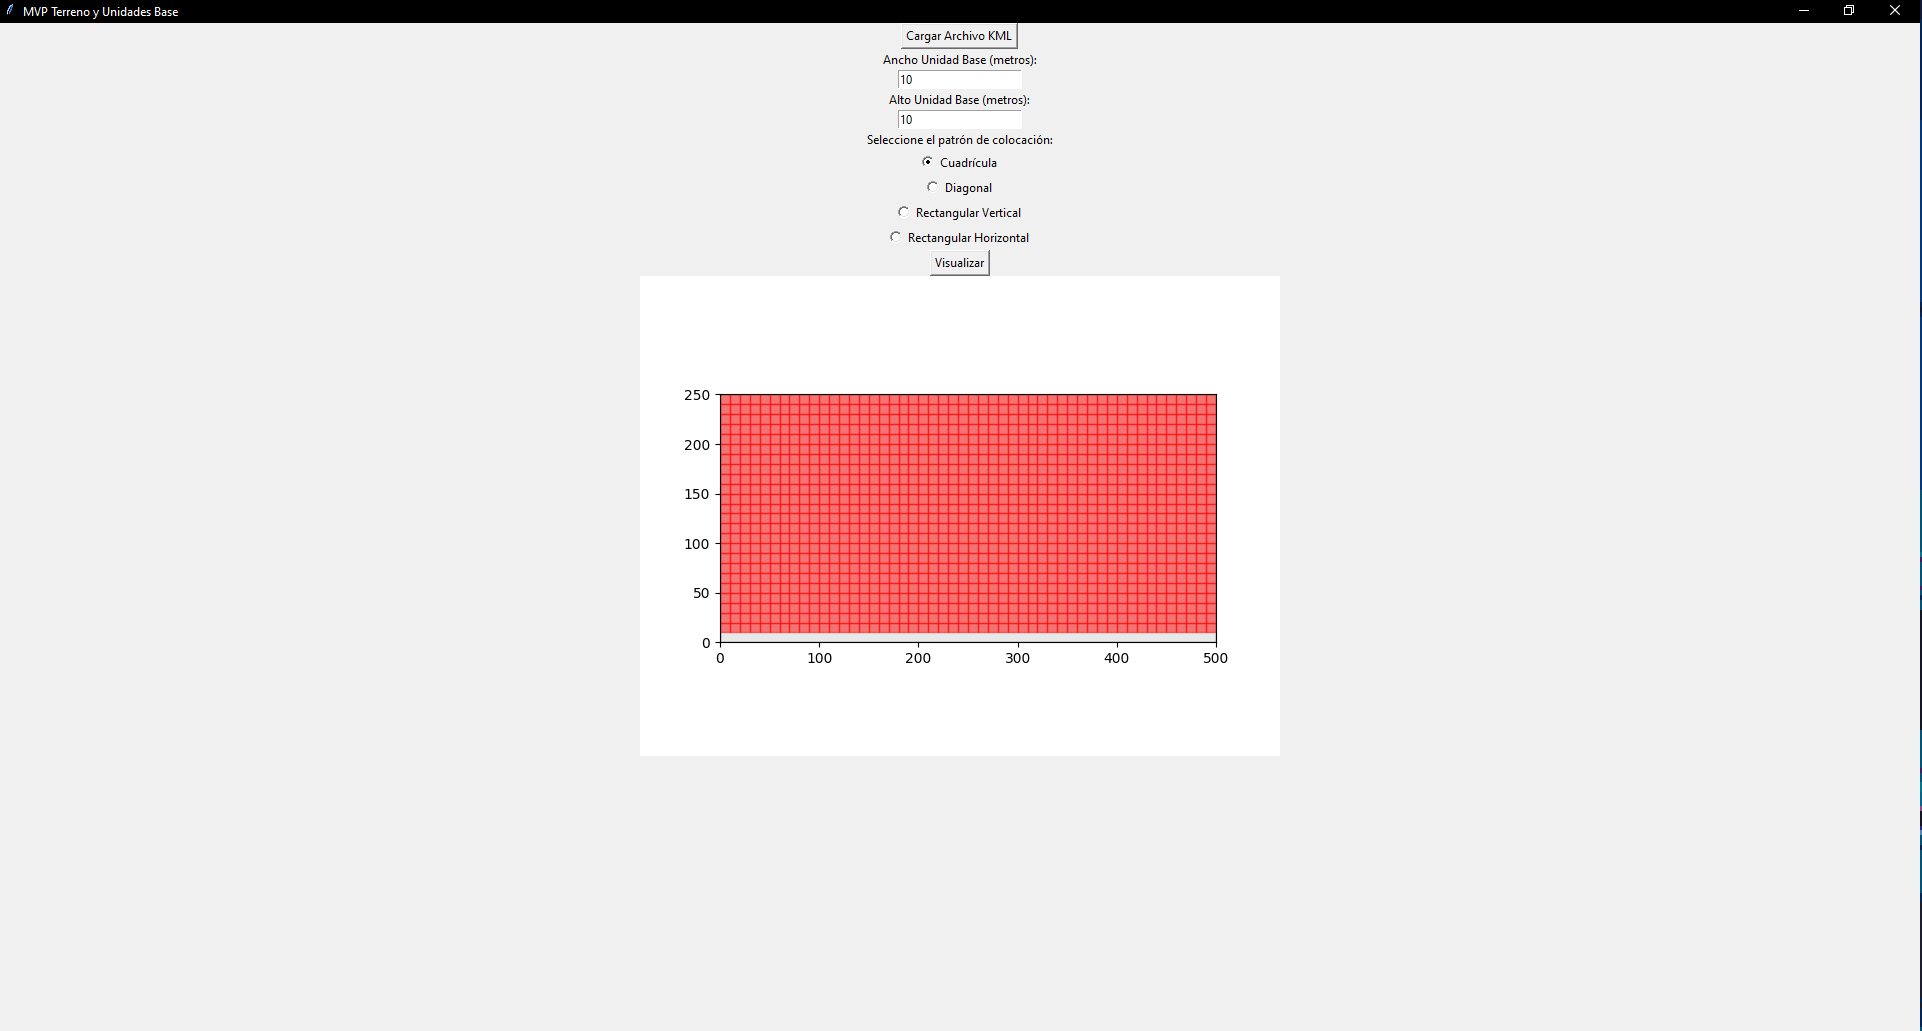 MVP Terreno y Unidades Base
Cargar Archivo KML
Ancho Unidad Base (metros):
10
Alto Unidad Base (metros):
10
Seleccione el patrón de colocación:
Cuadrícula
Diagonal
Rectangular Vertical
Rectangular Horizontal
Visualizar
250
200
150
100
50
0
0 100 200 300 400 500